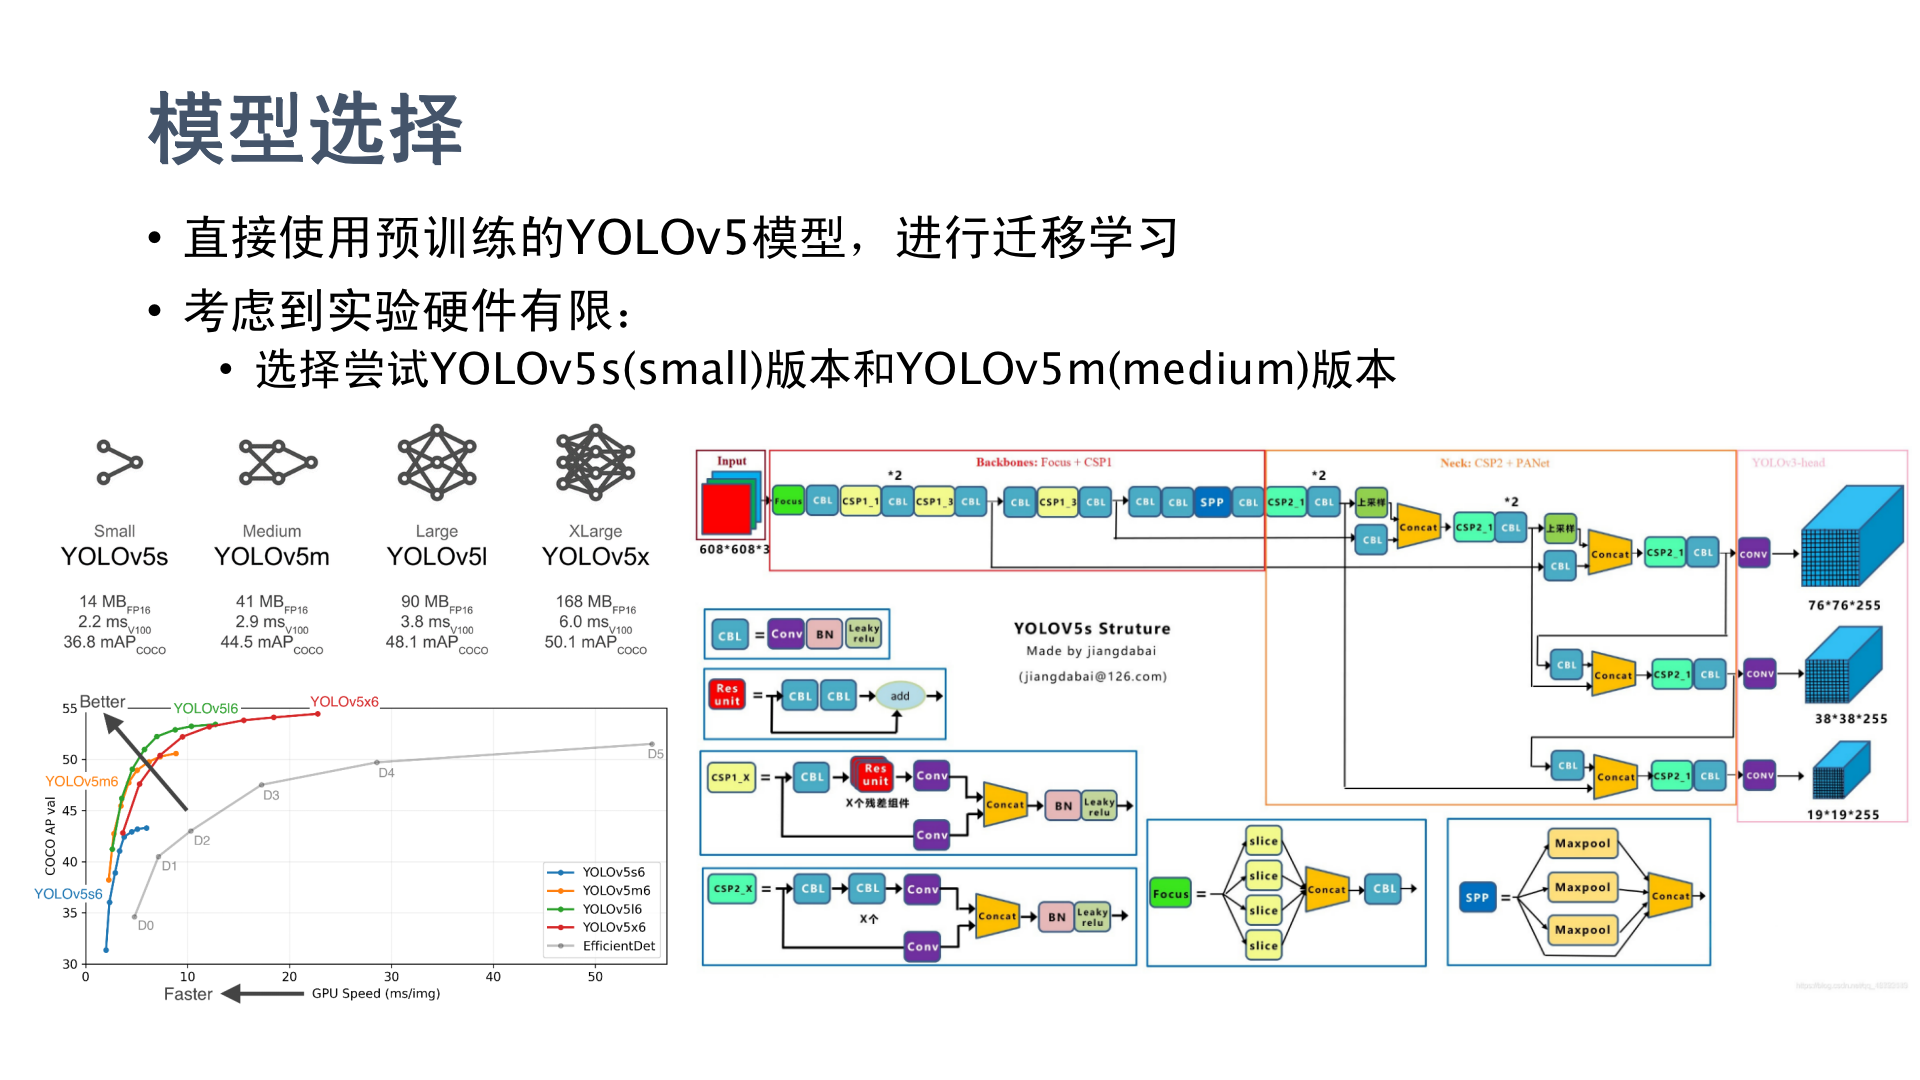 模型选择
• 直接使用预训练的YOLOv5模型，进行迁移学习
• 考虑到实验硬件有限：
• 选择尝试YOLOv5s(small)版本和YOLOv5m(medium)版本
Small Medium Large XLarge
YOLOv5s YOLOv5m YOLOv5l YOLOv5x
14 MB FP16 41 MB FP16 90 MB FP16 168 MB FP16
2.2 ms V100 2.9 ms V100 3.8 ms V100 6.0 ms V100
36.8 mAP COCO 44.5 mAP COCO 48.1 mAP COCO 50.1 mAP COCO
Better
YOLOv5l6
YOLOv5x6
YOLOv5m6
YOLOv5s6
COCO AP val
55
50
45
40
35
30
D0
D1
D2
D3
D4
D5
YOLOv5s6
YOLOv5m6
YOLOv5l6
YOLOv5x6
EfficientDet
0 10 20 30 40 50
Faster
GPU Speed (ms/img)
Input
608*608*3
Backbones: Focus + CSP1
*2
Focus CBL CSP1_1 CBL CSP1_3 CBL CBL CSP1_3 CBL CBL CBL SPP CBL
Neck: CSP2 + PANet
*2
CSP2_1 CBL 上采样
CBL
Concat
*2
CSP2_1 CBL 上采样
CBL
Concat
CSP2_1 CBL
YOLOv3-head
CONV
76*76*255
CBL Concat CSP2_1 CBL CONV
38*38*255
CBL Concat CSP2_1 CBL CONV
19*19*255
YOLOV5s Struture
Made by jiangdabai
(jiangdabai@126.com)
CBL = Conv BN Leaky relu
Res unit = CBL CBL add
CSP1_X = CBL Res unit Conv
X个残差组件
Conv
Concat BN Leaky relu
CSP2_X = CBL CBL Conv
X个
Conv
Concat BN Leaky relu
Focus = slice
slice
slice
slice
Concat CBL
SPP = Maxpool
Maxpool
Maxpool
Concat